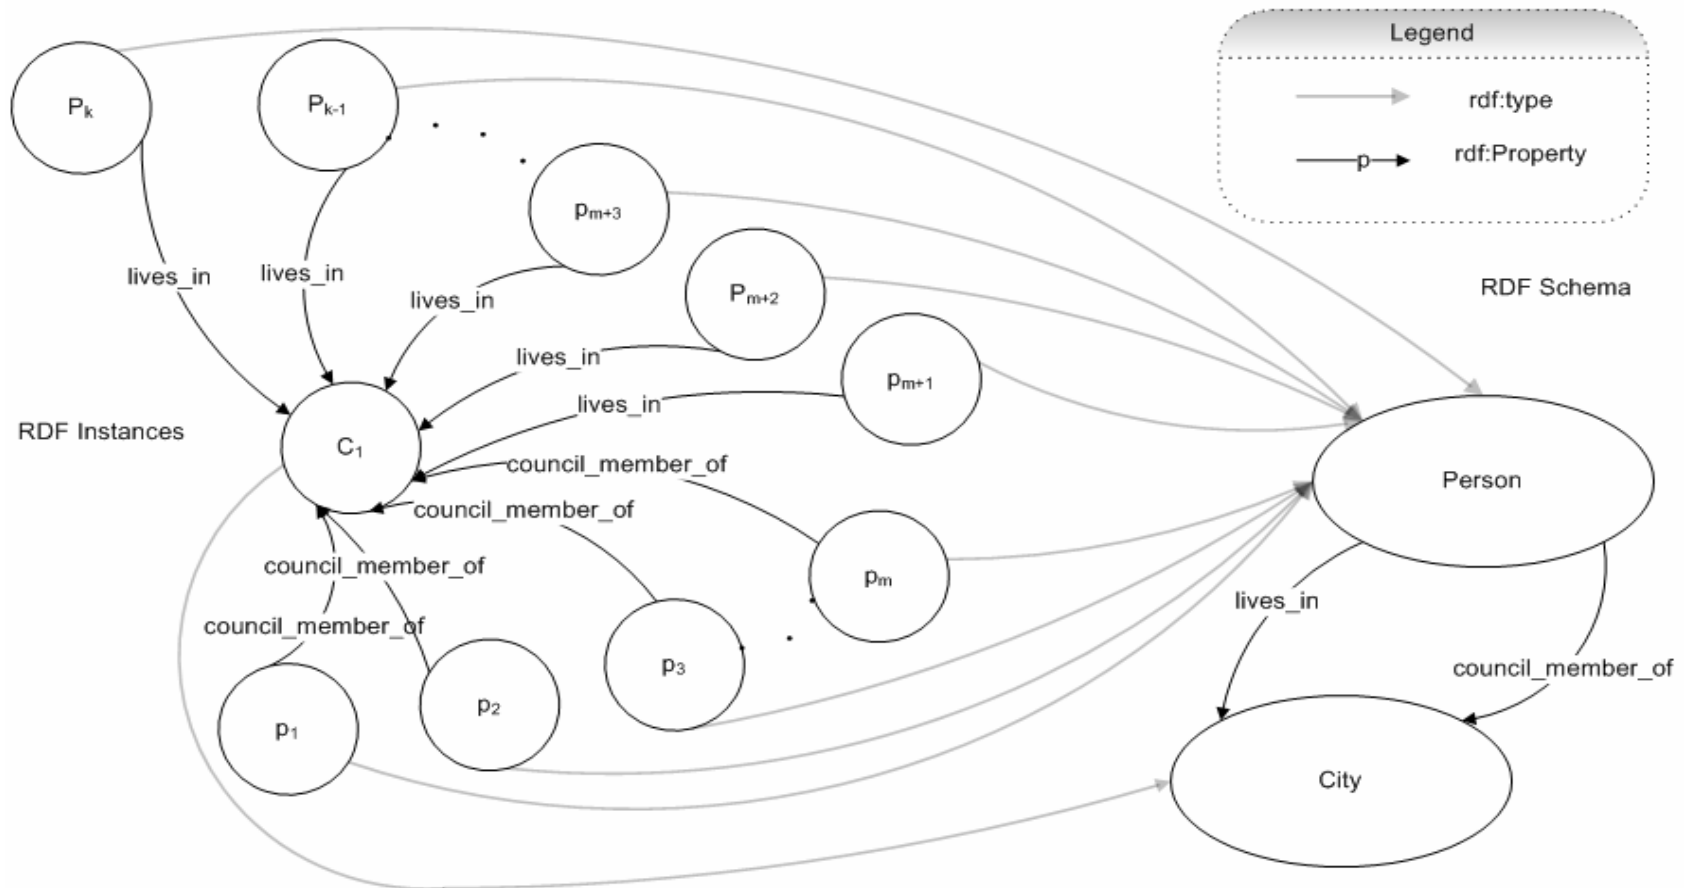 Legend
rdf:type
p
rdf:Property
Pk
Pk-1
pm+3
Pm+2
pm+1
lives_in
lives_in
lives_in
lives_in
lives_in
RDF Schema
RDF Instances
C1
council_member_of
council_member_of
council_member_of
council_member_of
pm
p3
p2
p1
Person
lives_in
council_member_of
City